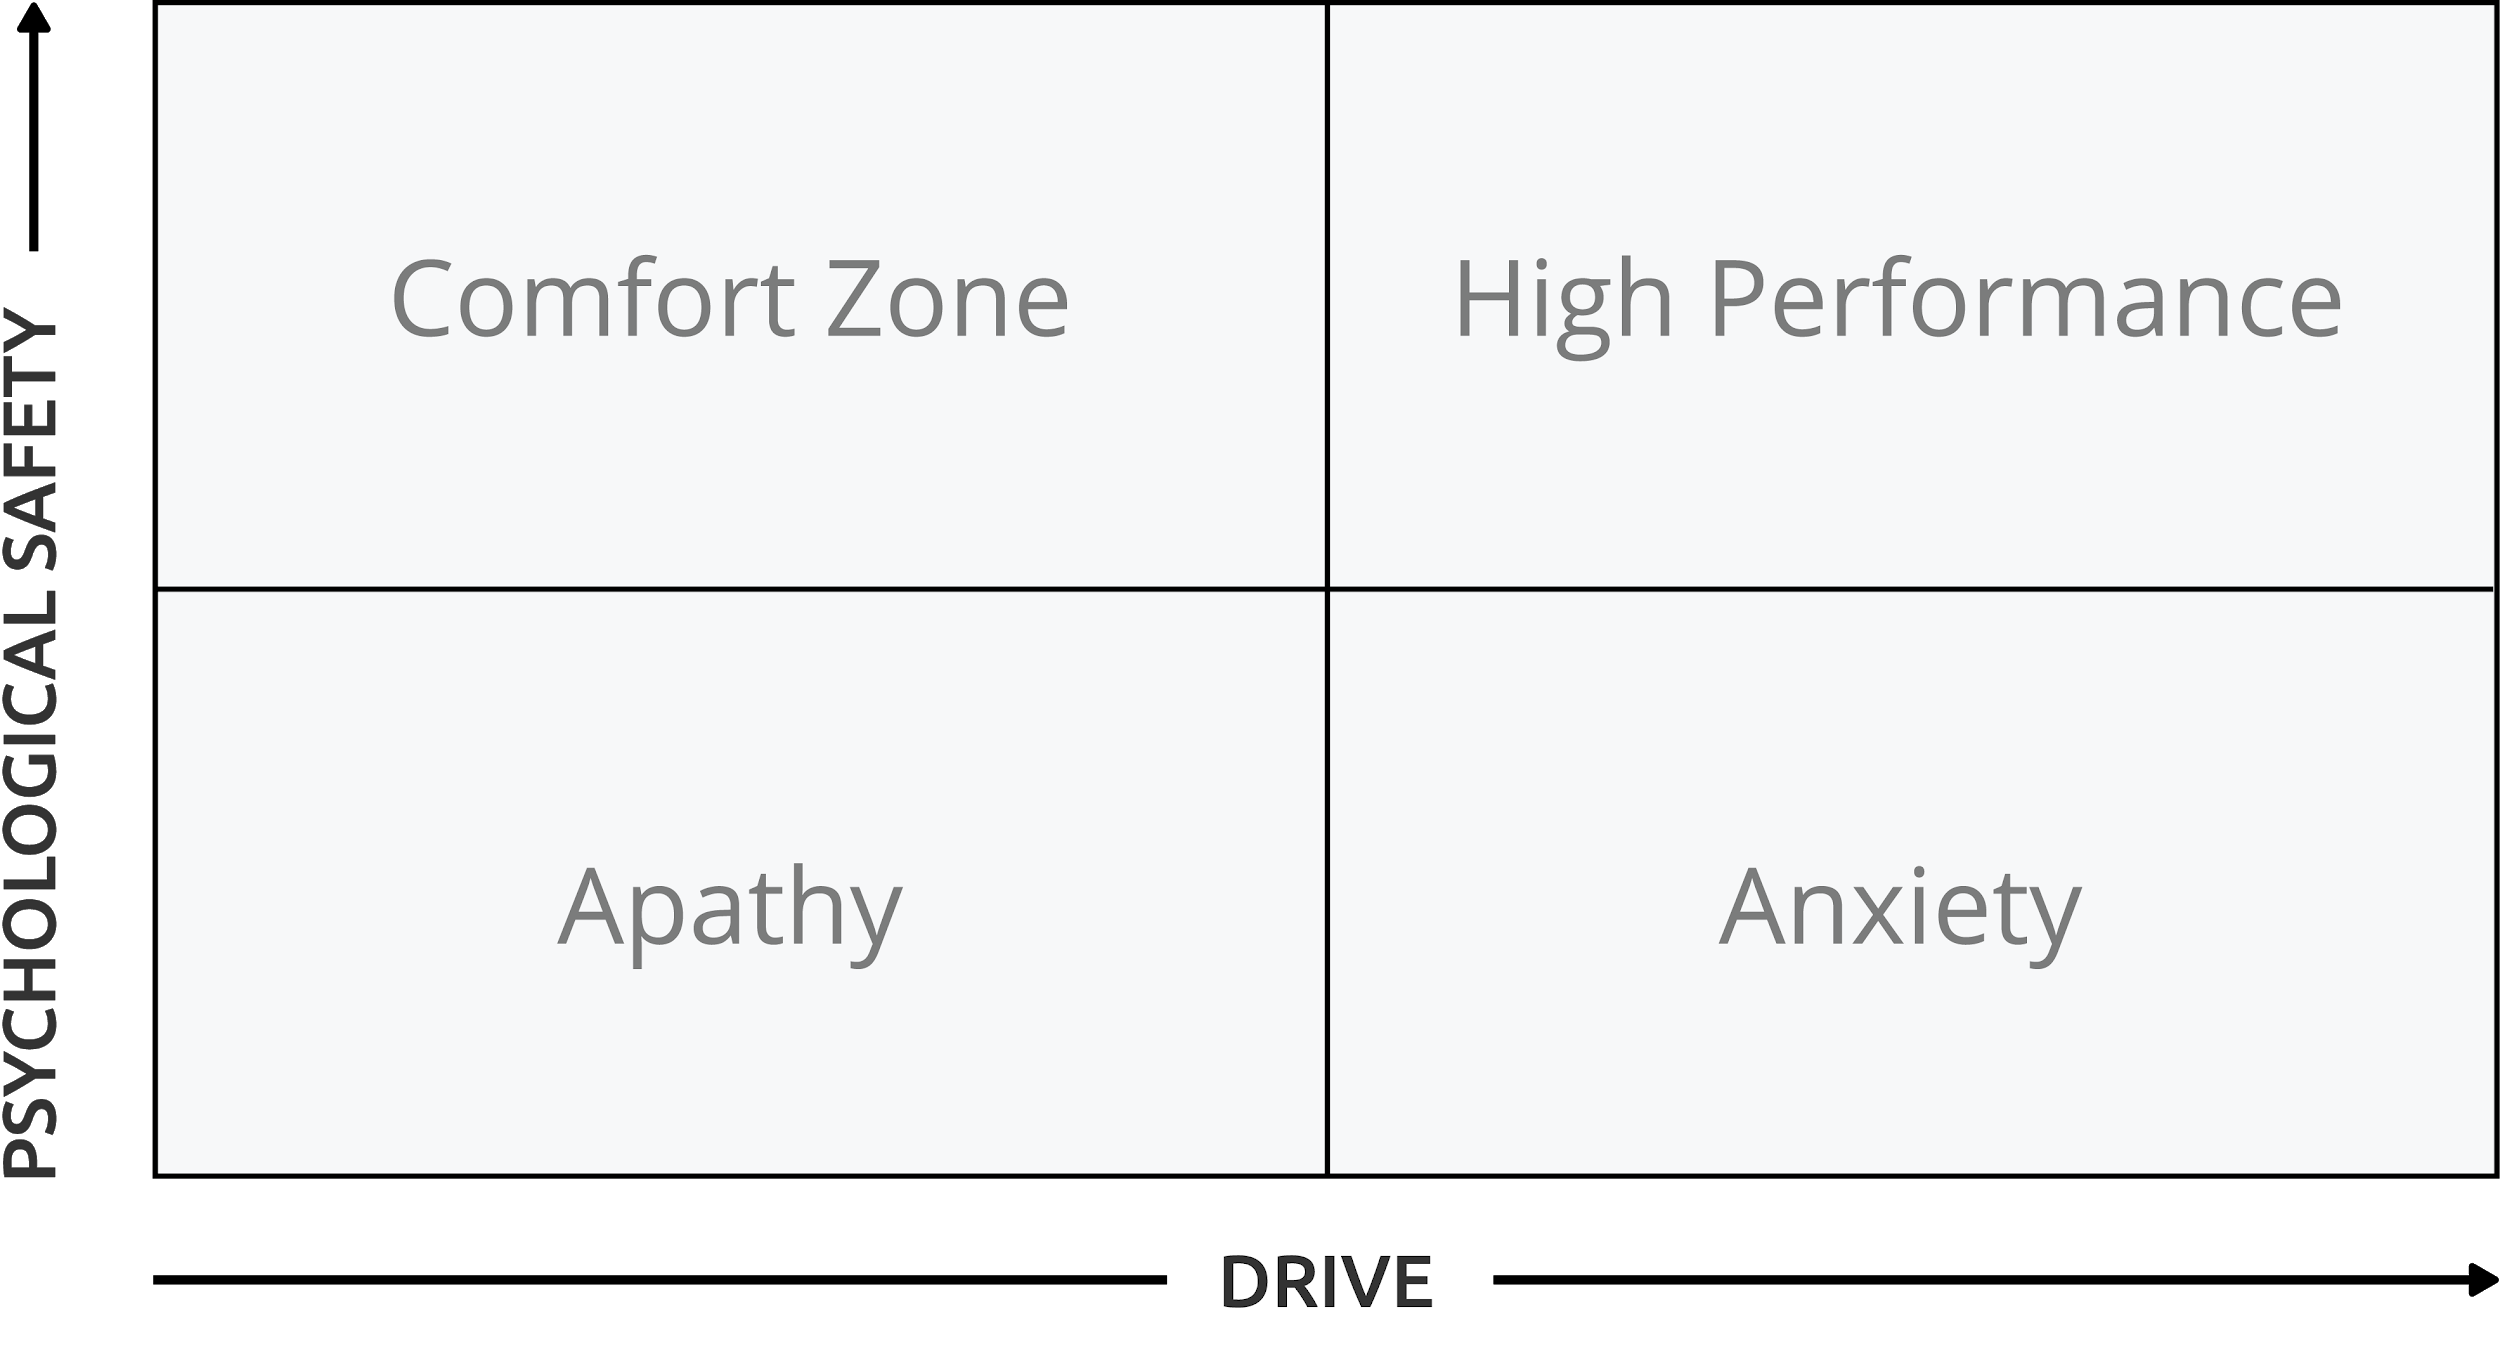 PSYCHOLOGICAL SAFETY
Comfort Zone
High Performance
Apathy
Anxiety
DRIVE